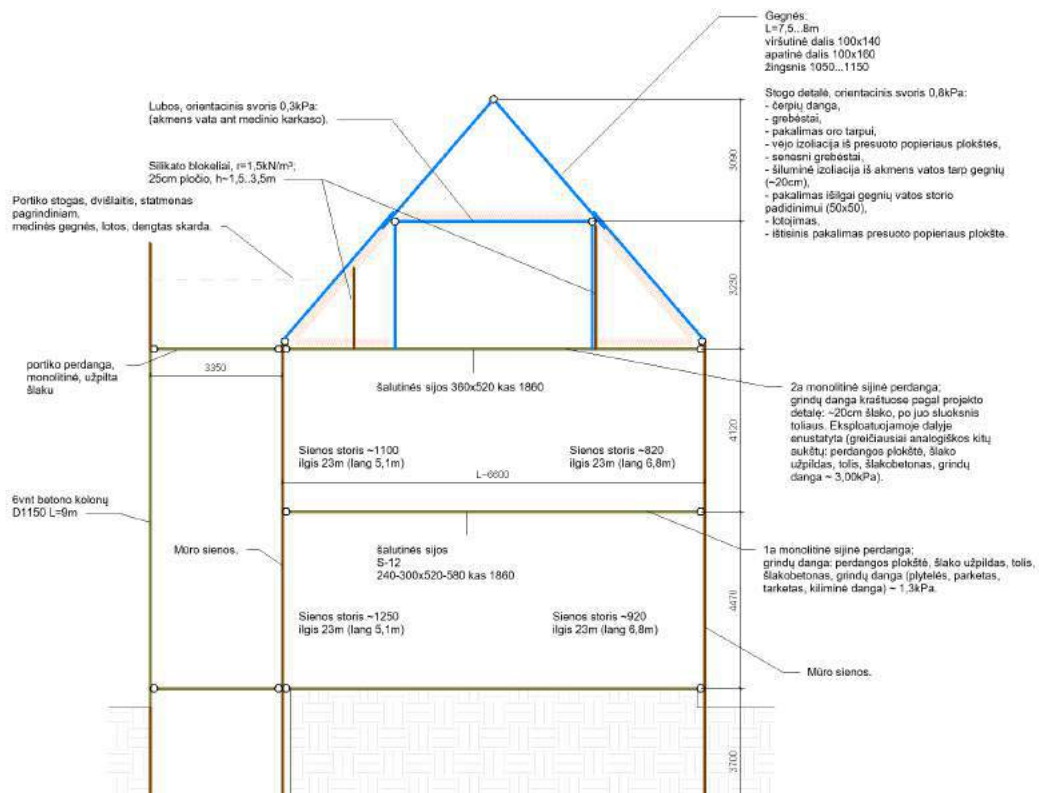 Gegnės:
L=7,5...8m
viršutinė dalis 100x140
apatinė dalis 100x160
žingsnis 1050...1150
Stogo detalė, orientacinis svoris 0,8kPa:
- čerpių danga,
- grebėstai,
- pakalimas oro tarpui,
- vėjo izoliacija iš presuoto popieriaus plokštės,
- senesni grebėstai,
- šiluminė izoliacija iš akmens vatos tarp gegnių
(~20cm),
- pakalimas išilgai gegnių vatos storio
padidinimui (50x50),
- lotojimas,
- ištisinis pakalimas presuoto popieriaus plokšte.
Lubos, orientacinis svoris 0,3kPa:
(akmens vata ant medinio karkaso).
Silikato blokeliai, r=1,5kN/m³,
25cm pločio, h~1,5..3,5m
Portiko stogas, dvišlaitis, statmenas
pagrindiniam,
medinės gegnės, lotos, dengtas skarda.
3090
3230
portiko perdanga,
monolitinė, užpilta
šlaku
3350
šalutinės sijos 360x520 kas 1860
2a monolitinė sijinė perdanga;
grindų danga kraštuose pagal projekto
detalę: ~20cm šlako, po juo sluoksnis
toliaus. Eksploatuojamoje dalyje
enustatyta (greičiausiai analogiškos kitų
aukštų: perdangos plokštė, šlako
užpildas, tolis, šlakobetonas, grindų
danga ~ 3,00kPa).
4120
Sienos storis ~1100
ilgis 23m (lang 5,1m)
Sienos storis ~820
ilgis 23m (lang 6,8m)
L~6600
6vnt betono kolonų
D1150 L=9m
Mūro sienos.
šalutinės sijos
S-12
240-300x520-580 kas 1860
1a monolitinė sijinė perdanga;
grindų danga: perdangos plokštė, šlako užpildas, tolis,
šlakobetonas, grindų danga (plytelės, parketas,
tarketas, kiliminė danga) ~ 1,3kPa.
4470
Sienos storis ~1250
ilgis 23m (lang 5,1m)
Sienos storis ~920
ilgis 23m (lang 6,8m)
Mūro sienos.
3700